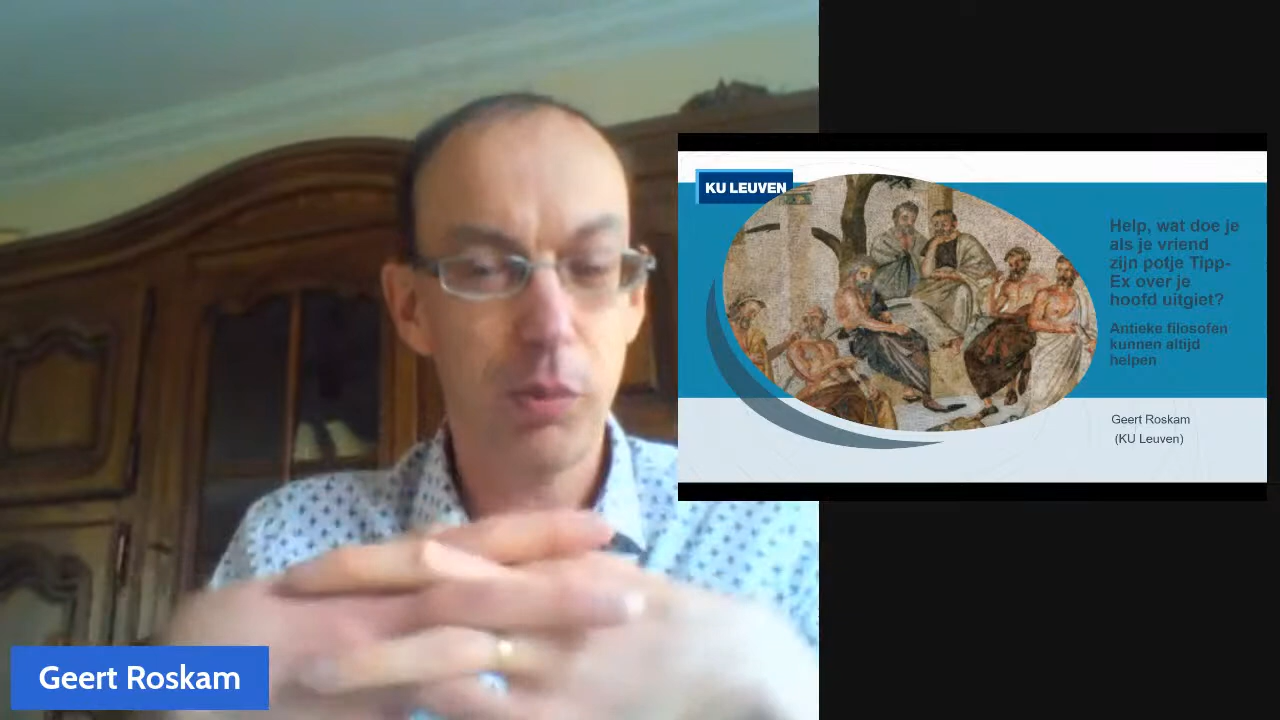 KU LEUVEN
Help, wat doe je
als je vriend
zijn potje Tipp-
Ex over je
hoofd uitgiet?
Antieke filosofen
kunnen altijd
helpen
Geert Roskam
(KU Leuven)
Geert Roskam